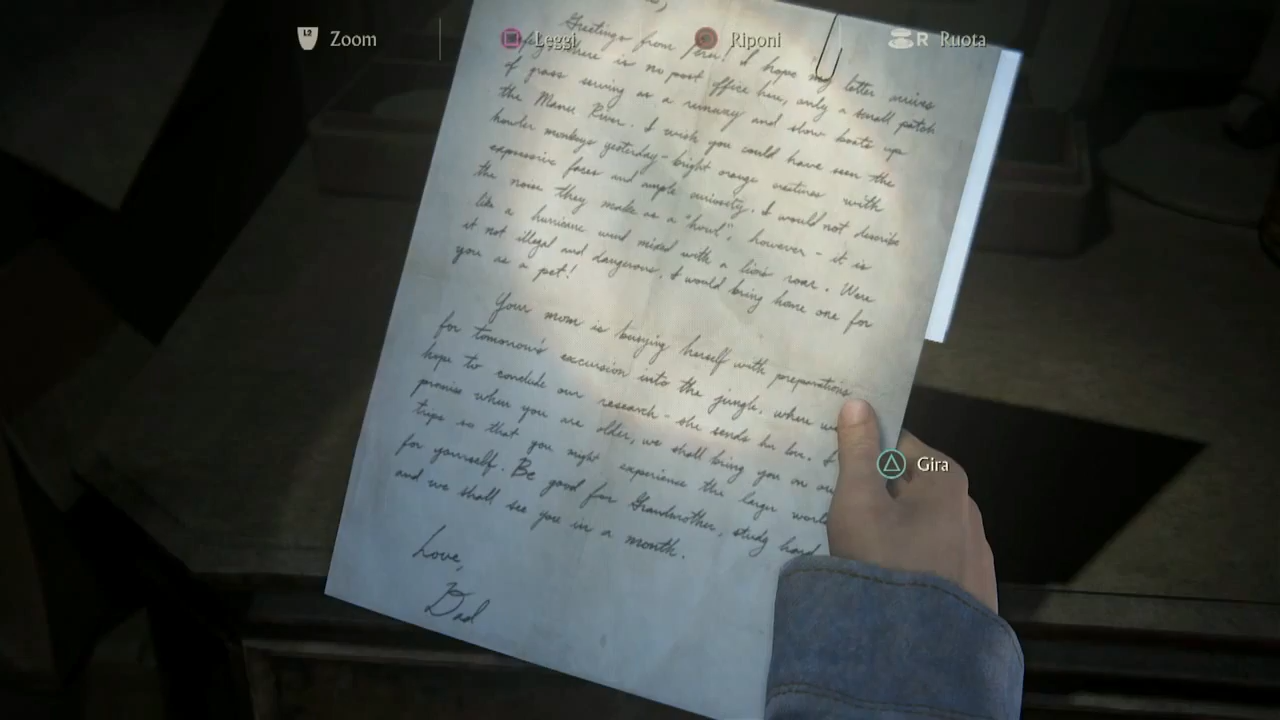 Zoom
Leggi
Riponi
R Ruota
L2
Greetings from Peru! I hope my letter arrives
safely, there is no post office here, only a small patch
of grass serving as a runway and slow boats up
the Manu River. I wish you could have seen the
howler monkeys yesterday - bright orange creatures with
expressive faces and ample curiosity. I would not describe
the noise they make as a "howl", however - it is
like a hurricane wind mixed with a lion's roar. Were
it not illegal and dangerous, I would bring home one for
you as a pet!
Your mom is busying herself with preparations
for tomorrow's excursion into the jungle, where we
hope to conclude our research - she sends her love. I
promise when you are older, we shall bring you on our
trips so that you might experience the larger world
for yourself. Be good for Grandmother, study hard
and we shall see you in a month.
Love,
Dad
Gira